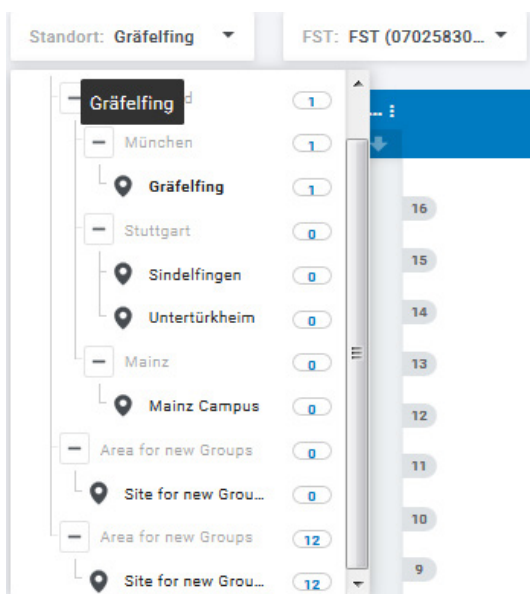 Standort: Gräfelfing
FST: FST (07025830...
Gräfelfing
1
... 
München
1
Gräfelfing
1
16
Stuttgart
0
Sindelfingen
0
15
Untertürkheim
0
14
Mainz
0
13
Mainz Campus
0
12
Area for new Groups
0
11
Site for new Grou...
0
10
Area for new Groups
12
9
Site for new Grou...
12